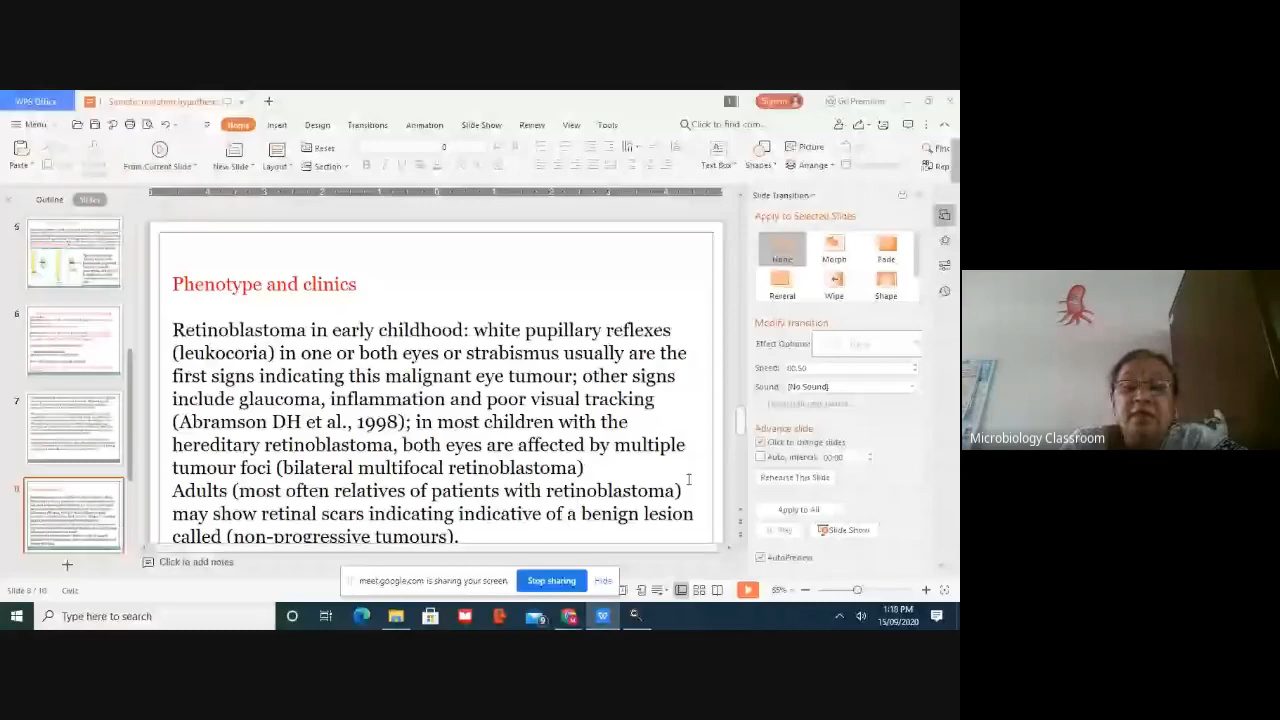 WPS Office
Somatic mutation hypothesis
Sign in
Go Premium
Menu
Home
Insert
Design
Transitions
Animation
Slide Show
Review
View
Tools
Click to find com...
Paste
From Current Slide
New Slide
Layout
Reset
Section
0
Text Box
Shapes
Picture
Arrange
Outline
Slides
Slide Transition
Apply to Selected Slides
None
Morph
Fade
Wipe
Shape
Modify Transition
Speed: 00.50
Sound: [No Sound]
Advance slide
Click to change slides
Auto, interval: 00:00
Rehearse This Slide
Apply to All
Play
Slide Show
AutoPreview
5
6
7
8
Phenotype and clinics
Retinoblastoma in early childhood: white pupillary reflexes
(leukocoria) in one or both eyes or strabismus usually are the
first signs indicating this malignant eye tumour; other signs
include glaucoma, inflammation and poor visual tracking
(Abramson DH et al., 1998); in most children with the
hereditary retinoblastoma, both eyes are affected by multiple
tumour foci (bilateral multifocal retinoblastoma)
Adults (most often relatives of patients with retinoblastoma)
may show retinal scars indicating indicative of a benign lesion
called (non-progressive tumours).
Click to add notes
Slide 8 / 10
Civic
meet.google.com is sharing your screen.
Stop sharing
Hide
Type here to search
1:18 PM
15/09/2020
Microbiology Classroom